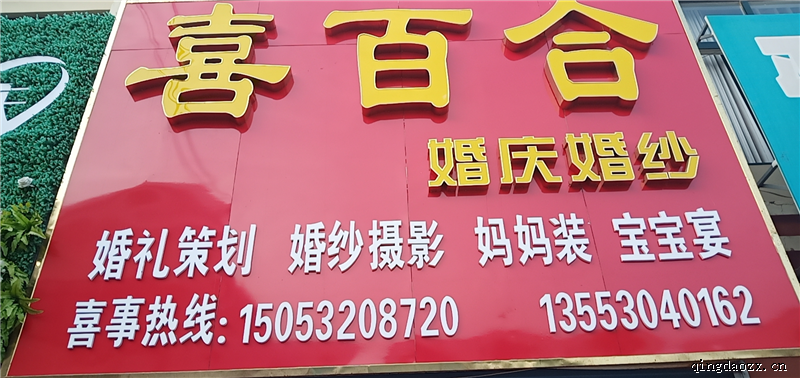 喜百合
婚庆婚纱
婚礼策划 婚纱摄影 妈妈装 宝宝宴
喜事热线:15053208720 13553040162
qingdaozx.cn